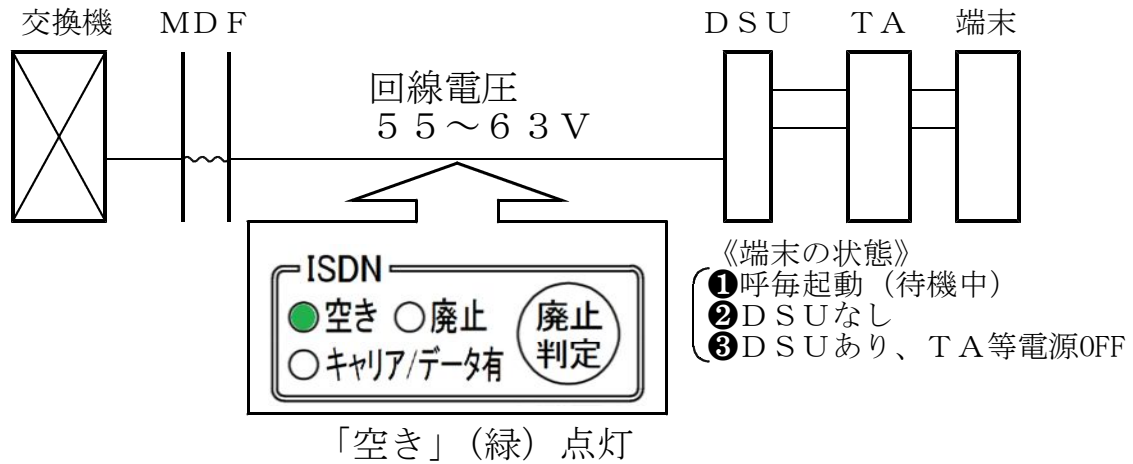 交換機
ＭＤＦ
ＤＳＵ
ＴＡ
端末
回線電圧
５５～６３Ｖ
ISDN
空き
廃止
キャリア/データ有
廃止
判定
《端末の状態》
❶呼毎起動（待機中）
❷ＤＳＵなし
❸ＤＳＵあり、ＴＡ等電源OFF
「空き」（緑）点灯